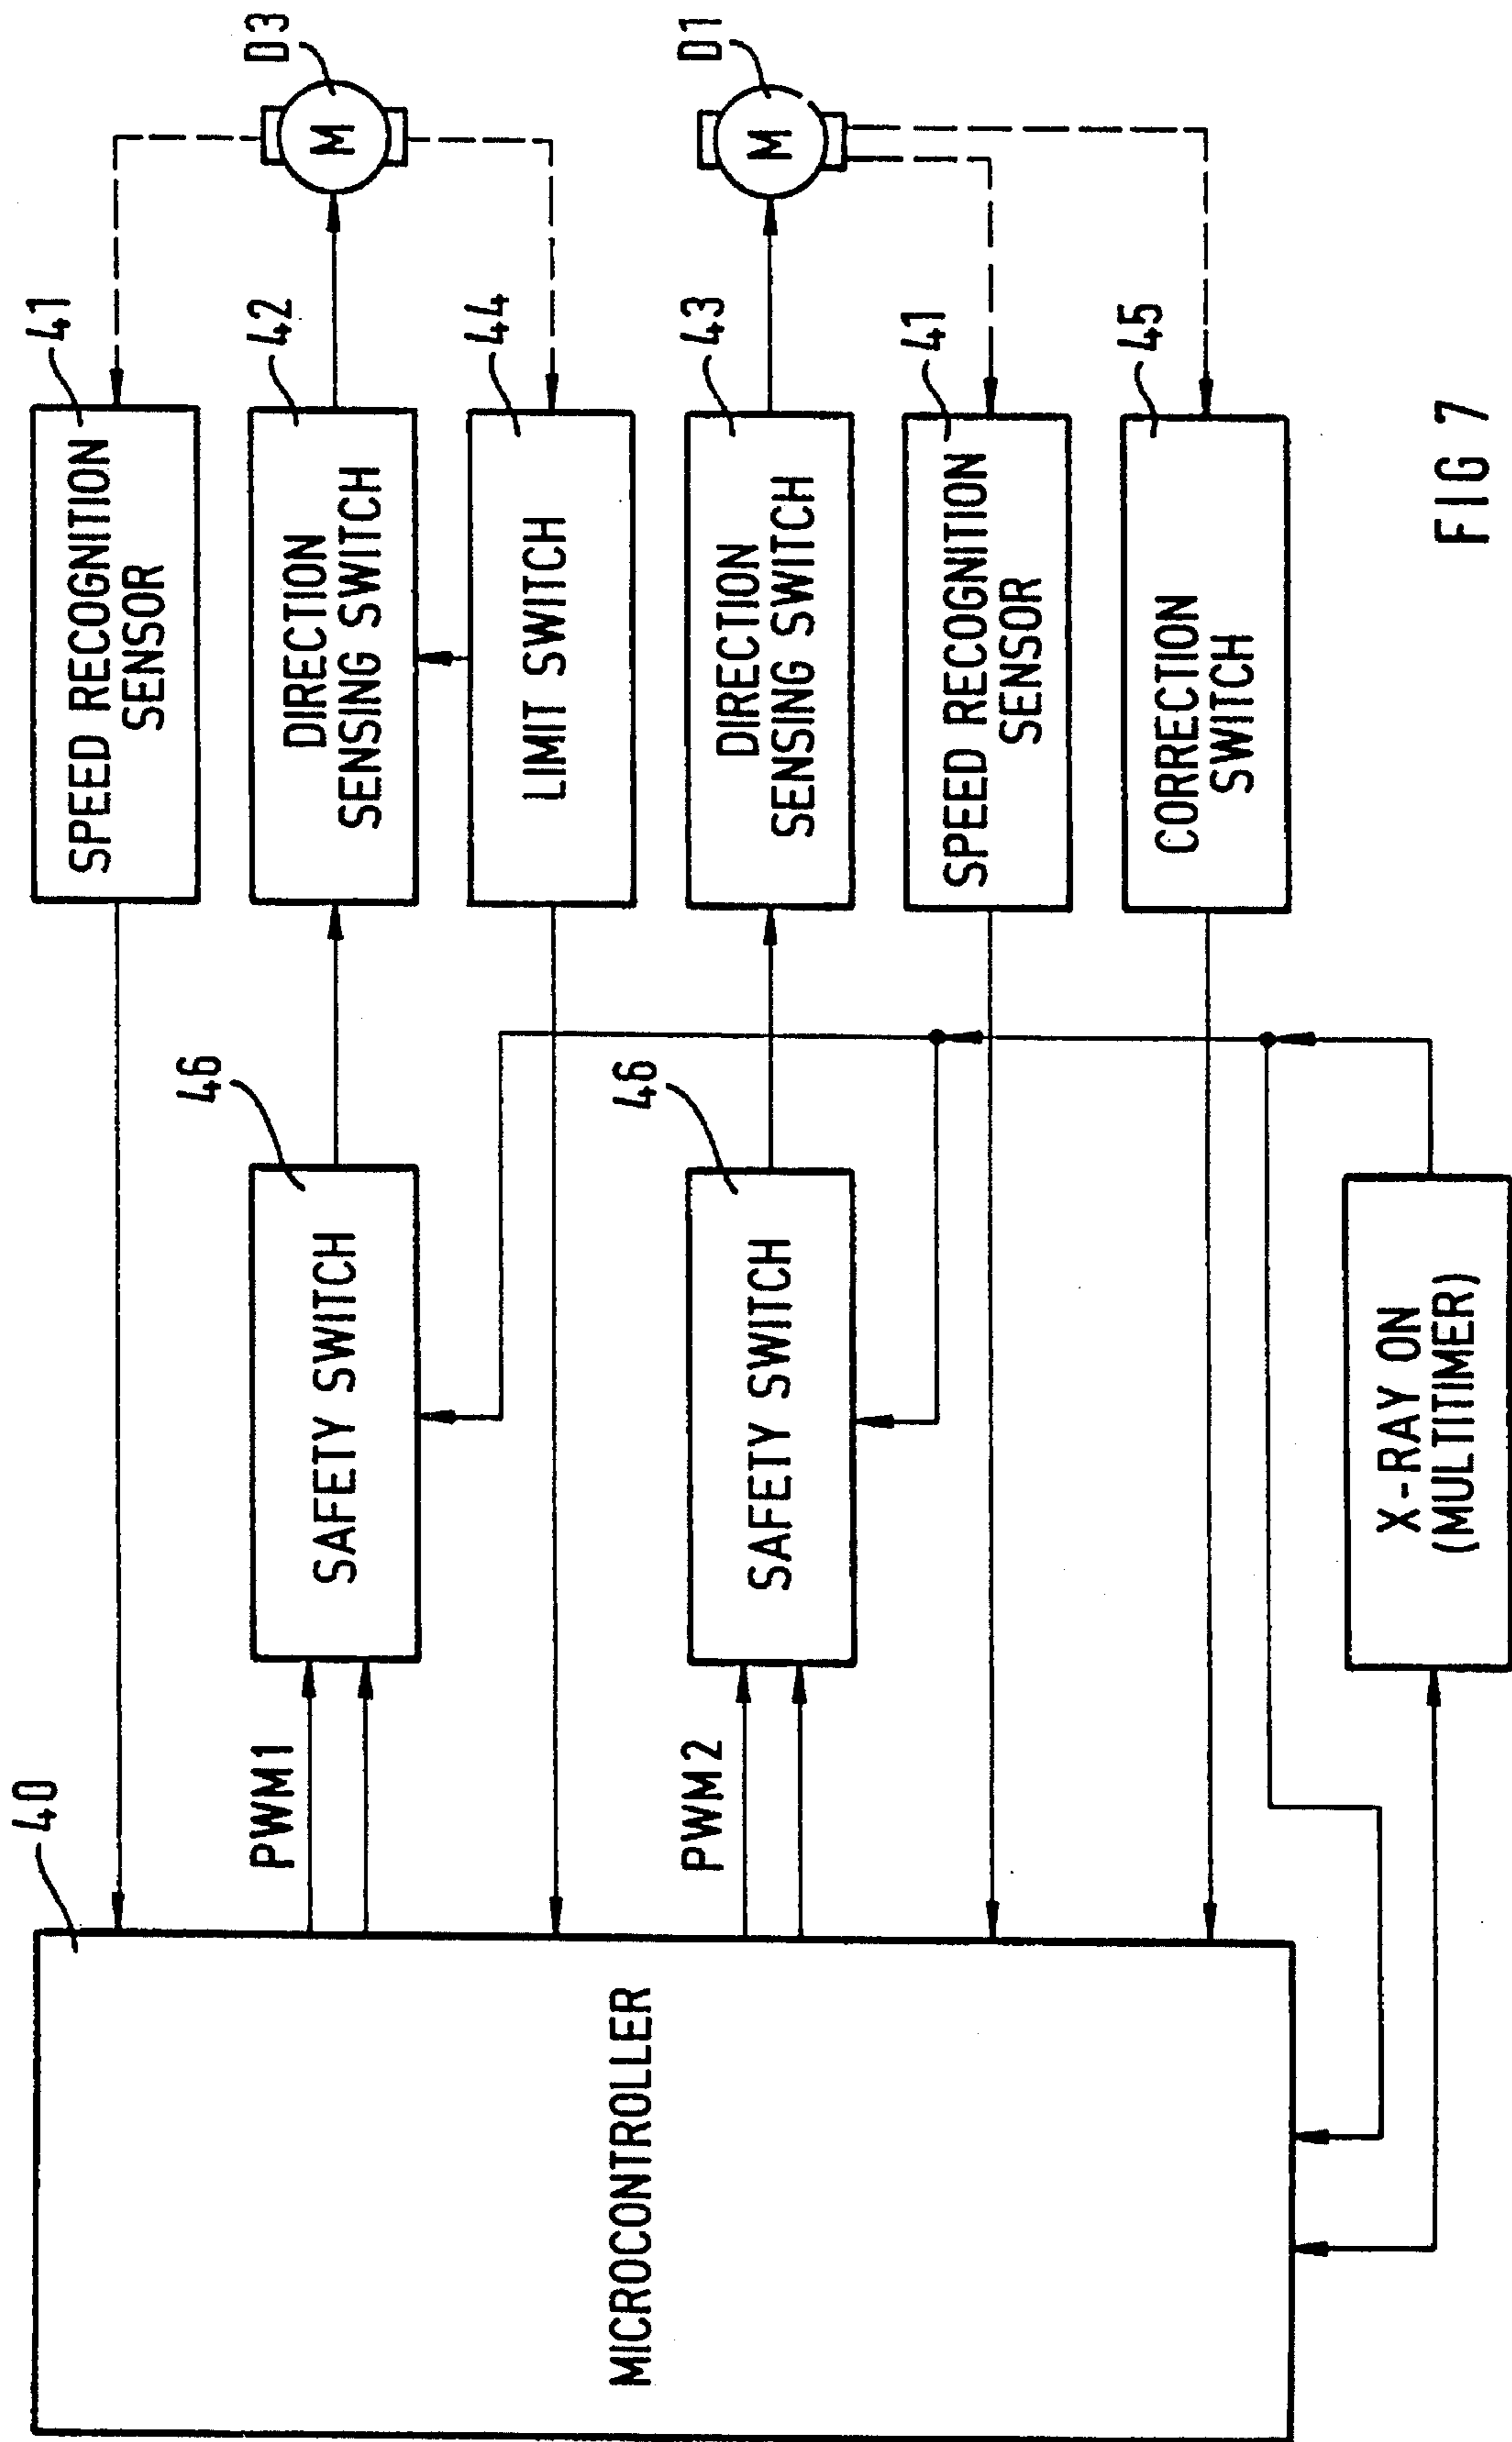 40
MICROCONTROLLER
PWM1
PWM2
46
SAFETY SWITCH
46
SAFETY SWITCH
X-RAY ON
(MULTITIMER)
41
SPEED RECOGNITION
SENSOR
42
DIRECTION
SENSING SWITCH
44
LIMIT SWITCH
43
DIRECTION
SENSING SWITCH
41
SPEED RECOGNITION
SENSOR
45
CORRECTION
SWITCH
D3
M
D1
M
FIG 7